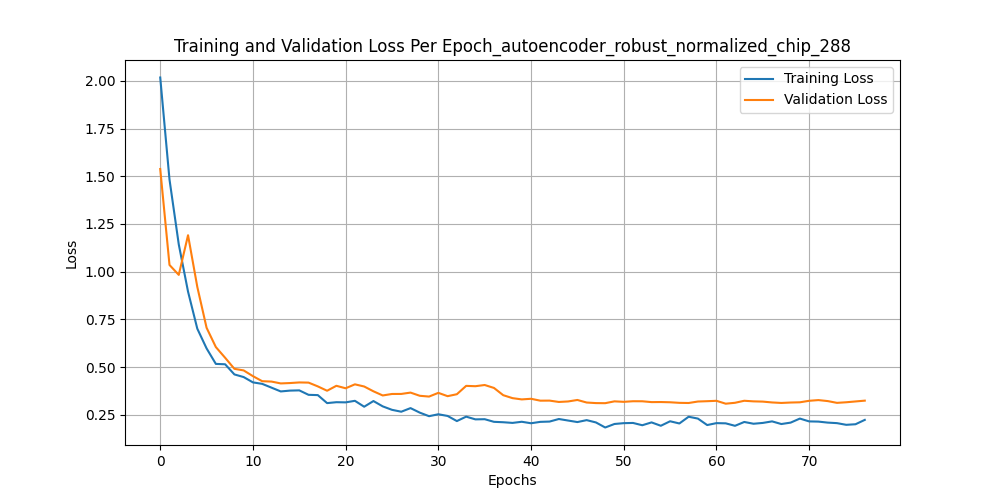 Training and Validation Loss Per Epoch_autoencoder_robust_normalized_chip_288
Training Loss
Validation Loss
2.00
1.75
1.50
1.25
1.00
0.75
0.50
0.25
Loss
0 10 20 30 40 50 60 70
Epochs